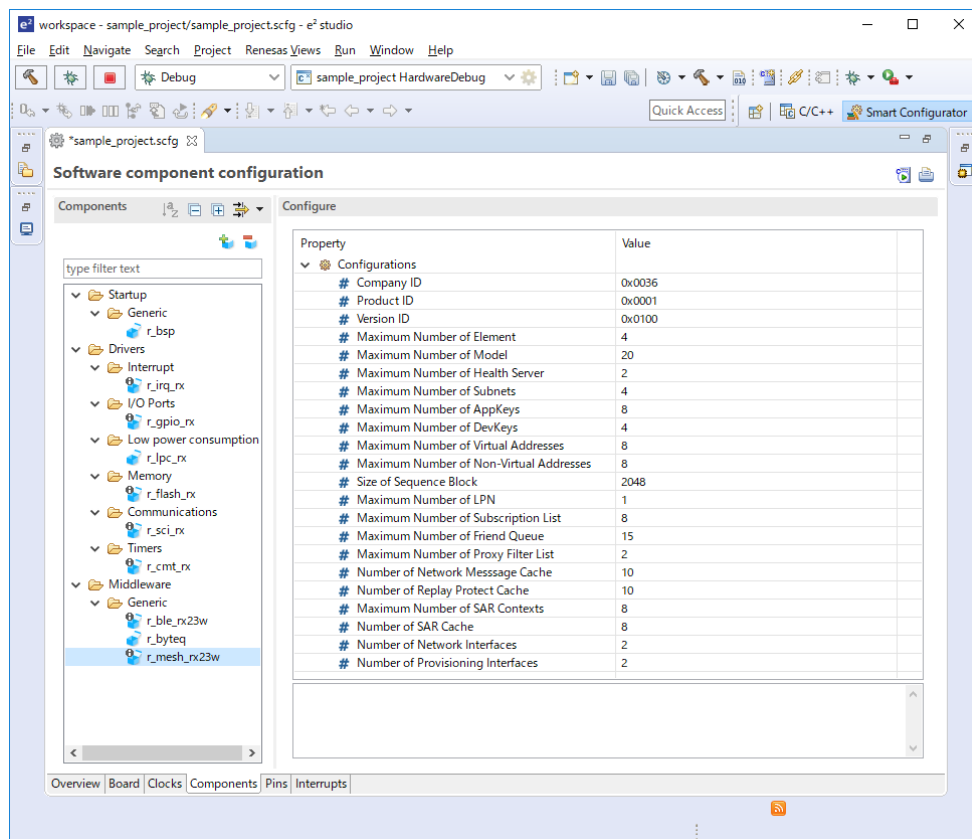 e² workspace - sample_project/sample_project.scfg - e² studio
File Edit Navigate Search Project Renesas Views Run Window Help
Debug sample_project HardwareDebug
Quick Access C/C++ Smart Configurator
*sample_project.scfg
Software component configuration
Components
Configure
type filter text
Startup
Generic
r_bsp
Drivers
Interrupt
r_irq_rx
I/O Ports
r_gpio_rx
Low power consumption
r_lpc_rx
Memory
r_flash_rx
Communications
r_sci_rx
Timers
r_cmt_rx
Middleware
Generic
r_ble_rx23w
r_byteq
r_mesh_rx23w
Property Value
Configurations
# Company ID 0x0036
# Product ID 0x0001
# Version ID 0x0100
# Maximum Number of Element 4
# Maximum Number of Model 20
# Maximum Number of Health Server 2
# Maximum Number of Subnets 4
# Maximum Number of AppKeys 8
# Maximum Number of DevKeys 4
# Maximum Number of Virtual Addresses 8
# Maximum Number of Non-Virtual Addresses 8
# Size of Sequence Block 2048
# Maximum Number of LPN 1
# Maximum Number of Subscription List 8
# Maximum Number of Friend Queue 15
# Maximum Number of Proxy Filter List 2
# Number of Network Messsage Cache 10
# Number of Replay Protect Cache 10
# Maximum Number of SAR Contexts 8
# Number of SAR Cache 8
# Number of Network Interfaces 2
# Number of Provisioning Interfaces 2
Overview Board Clocks Components Pins Interrupts